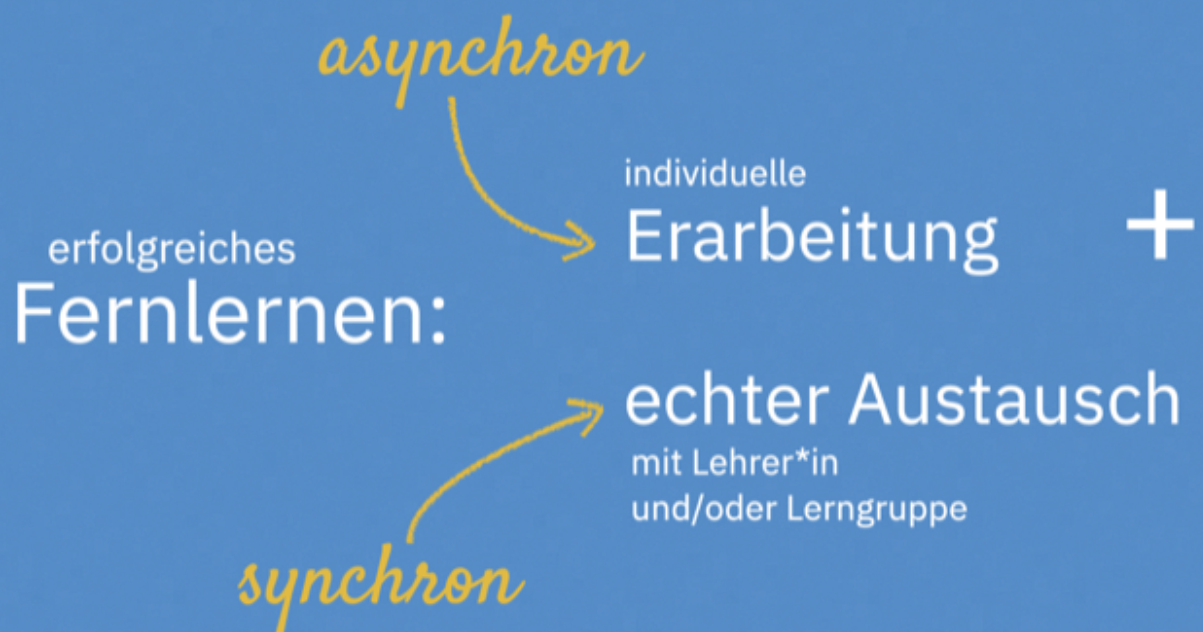 asynchron
individuelle
Erarbeitung +
erfolgreiches
Fernlernen:
echter Austausch
mit Lehrer*in
und/oder Lerngruppe
synchron